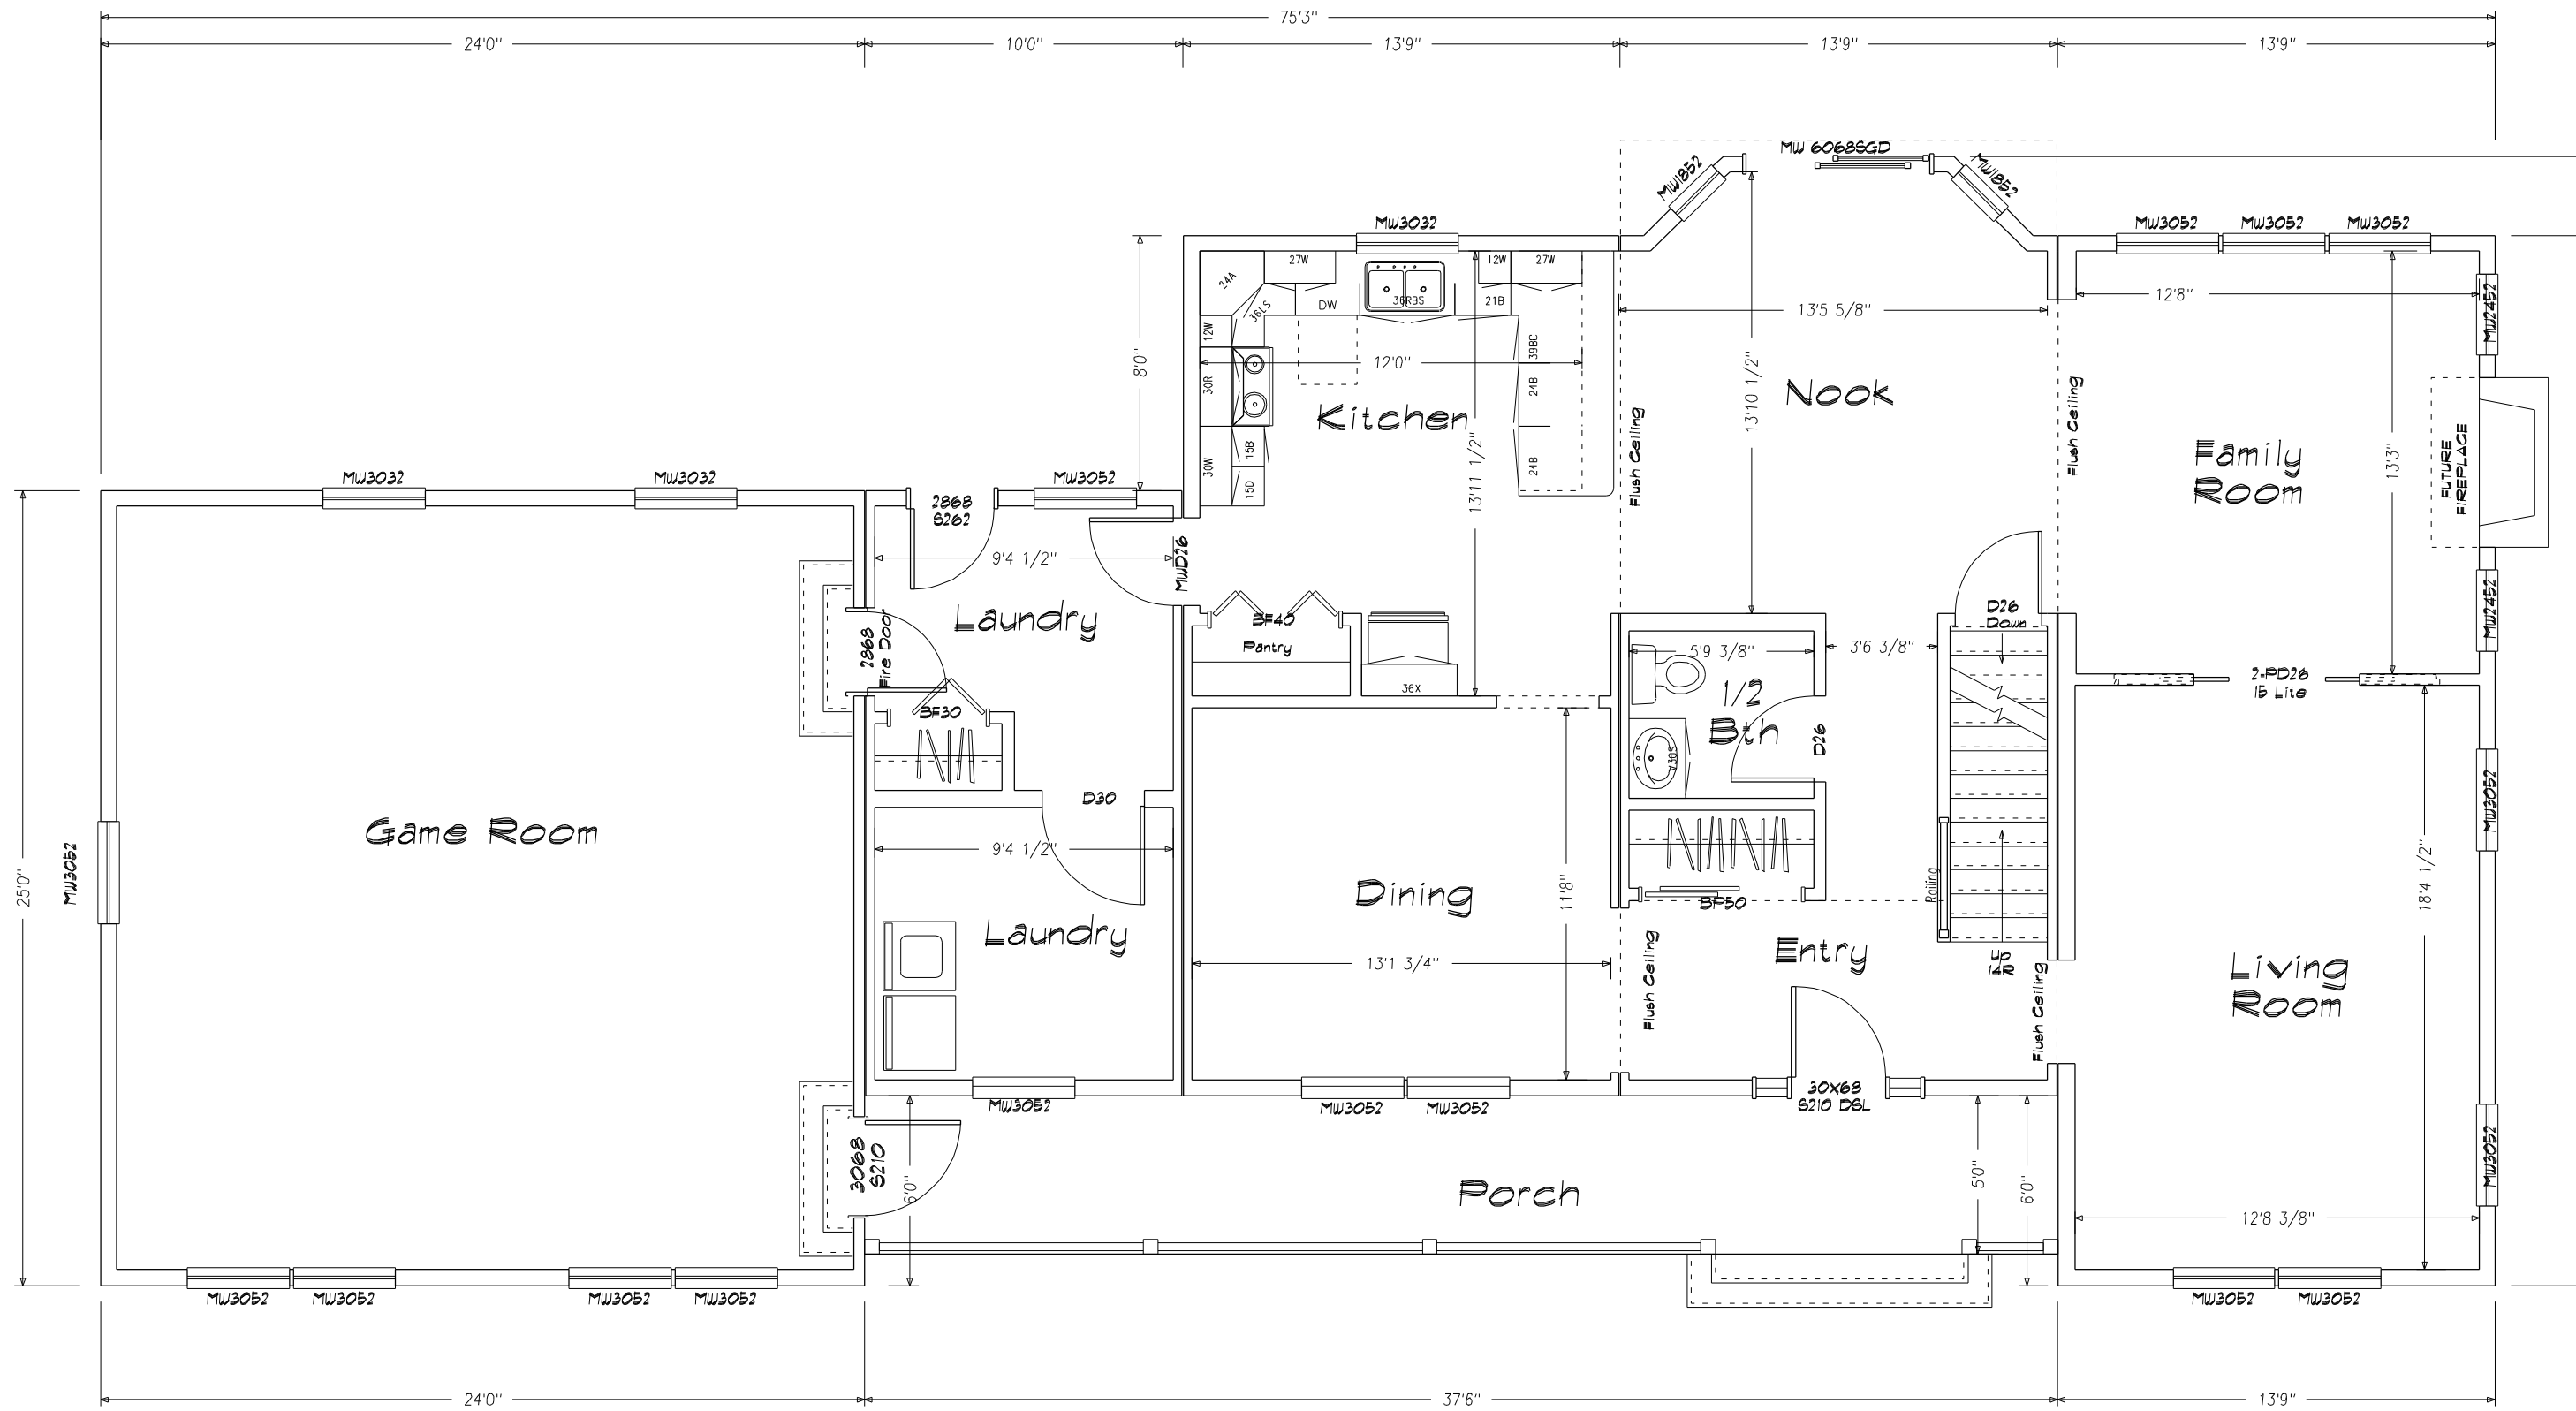 75'3"
24'0"
10'0"
13'9"
13'9"
13'9"
MW 6068SGD
MW1852
MW1852
MW3032
MW3052
MW3052
MW3052
27W
12W
27W
24A
36LS
DW
36RBS
21B
12W
12'0"
39BC
30R
24B
24B
15B
30W
15D
8'0"
Kitchen
13'11 1/2"
Flush Ceiling
13'5 5/8"
13'10 1/2"
Nook
Flush Ceiling
12'8"
MW2452
Family
Room
13'3"
FUTURE
FIREPLACE
MW2452
MW3032
MW3032
2868
S262
MW3052
9'4 1/2"
MWD26
Laundry
2868
Fire Door
BF30
BF40
Pantry
36X
5'9 3/8"
3'6 3/8"
D26
Down
1/2
Bth
V30S
D26
2-PD26
15 Lite
25'0"
MW3052
Game Room
D30
9'4 1/2"
Laundry
Dining
11'8"
13'1 3/4"
BP50
Railing
Flush Ceiling
Entry
Up
Flush Ceiling
MW3052
18'4 1/2"
Living
Room
MW3052
MW3052
MW3052
MW3052
30X68
S210 DSL
3068
S210
6'0"
Porch
5'0"
6'0"
12'8 3/8"
MW3052
MW3052
MW3052
MW3052
MW3052
MW3052
24'0"
37'6"
13'9"